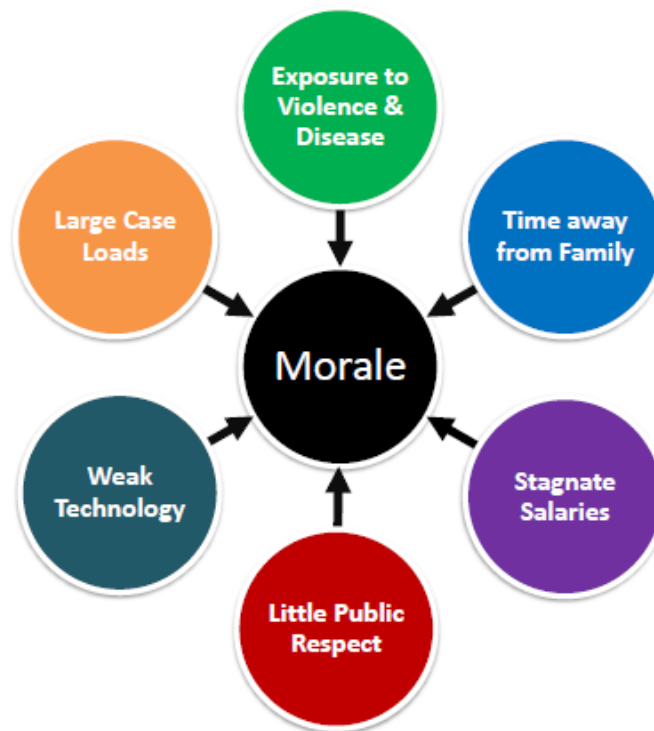 Exposure to
Violence &
Disease
Large Case
Loads
Time away
from Family
Morale
Weak
Technology
Stagnate
Salaries
Little Public
Respect